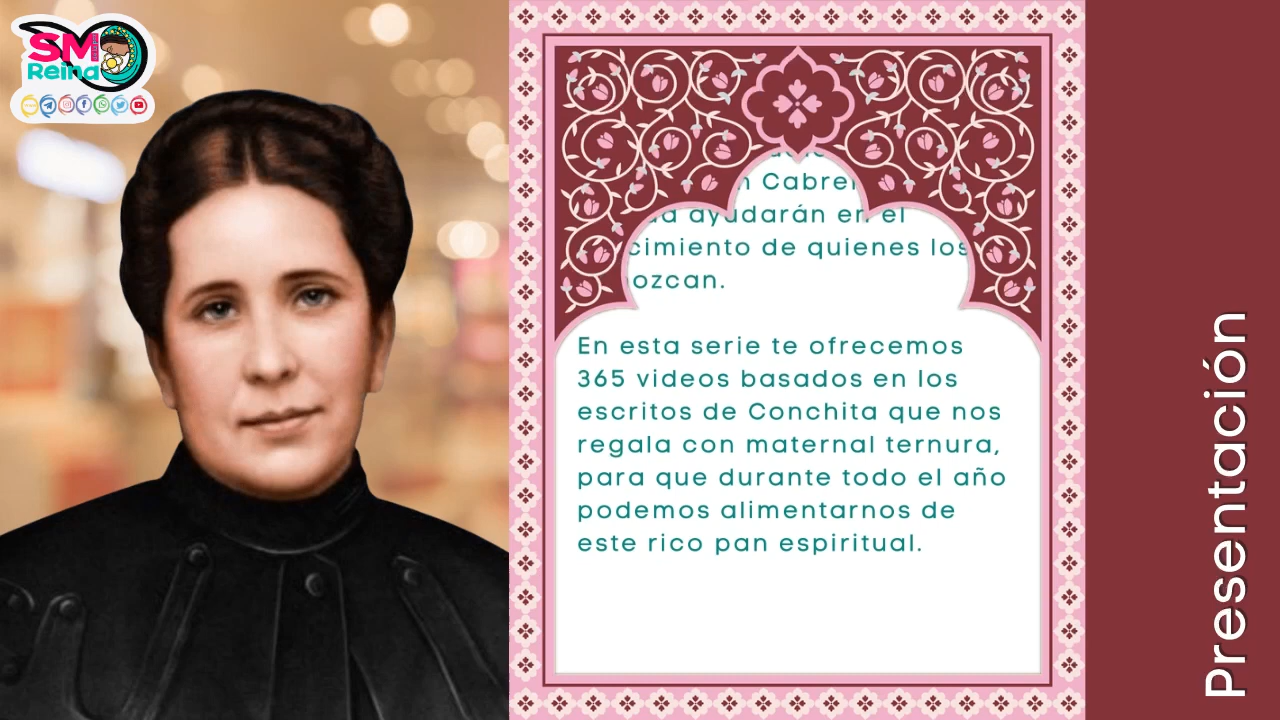 SM
Reina
Cabre
ayudarán en el
de quienes los
En esta serie te ofrecemos
365 videos basados en los
escritos de Conchita que nos
regala con maternal ternura,
para que durante todo el año
podemos alimentarnos de
este rico pan espiritual.
Presentación